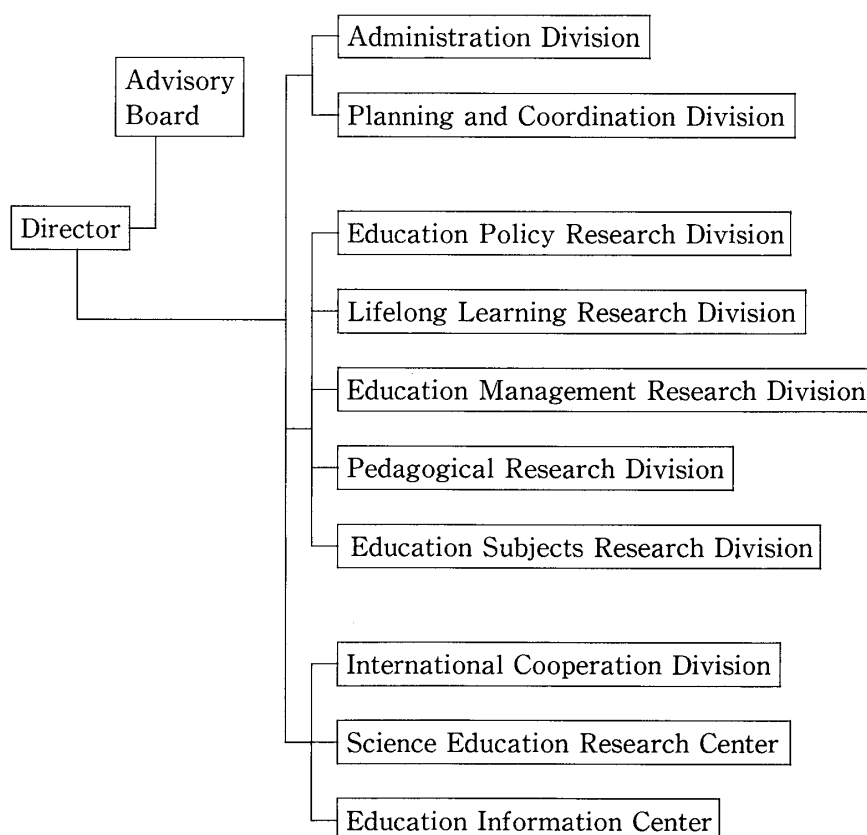 Advisory
Board
Director
Administration Division
Planning and Coordination Division
Education Policy Research Division
Lifelong Learning Research Division
Education Management Research Division
Pedagogical Research Division
Education Subjects Research Division
International Cooperation Division
Science Education Research Center
Education Information Center